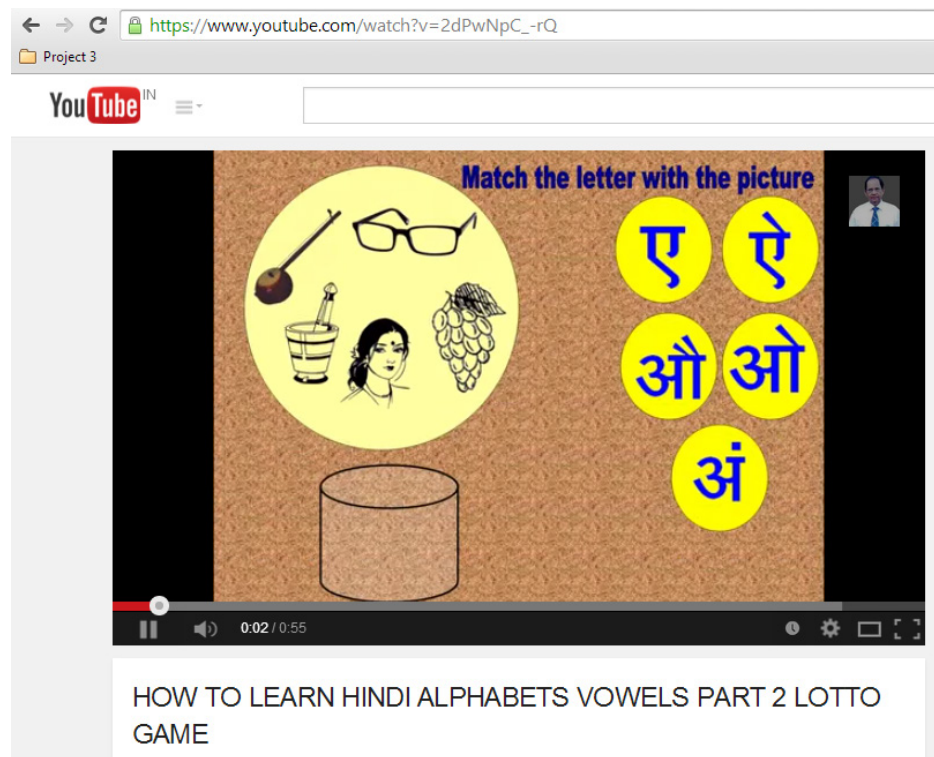 https://www.youtube.com/watch?v=2dPwNpC_-rQ
Project 3
YouTube IN
Match the letter with the picture
ए ऐ
औ ओ
अं
0:02 / 0:55
HOW TO LEARN HINDI ALPHABETS VOWELS PART 2 LOTTO
GAME